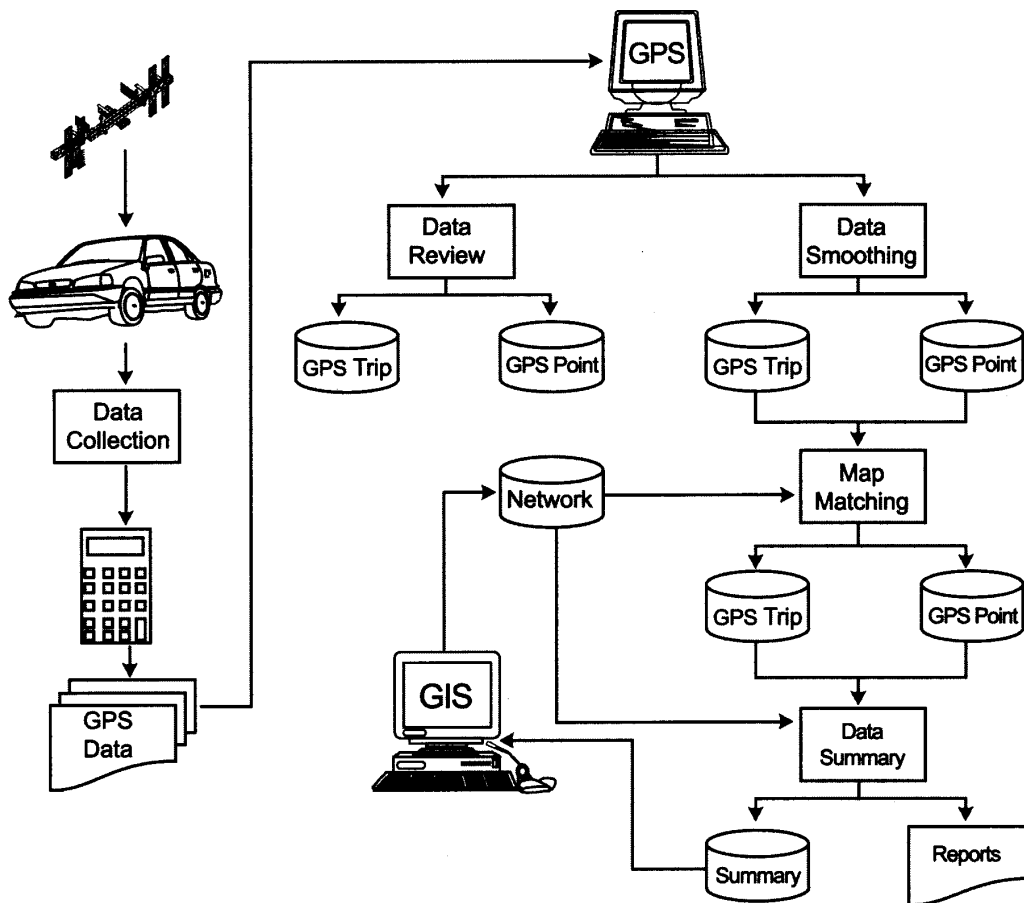 GPS
Data
Review
Data
Smoothing
GPS Trip
GPS Point
GPS Trip
GPS Point
Data
Collection
Network
Map
Matching
GPS Trip
GPS Point
GIS
GPS
Data
Data
Summary
Summary
Reports